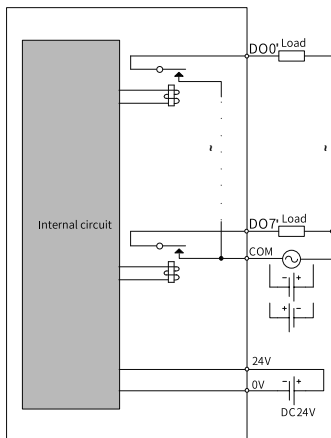 DO0' Load
~ ~
Internal circuit
DO7' Load
COM
- +
+ -
24V
0V
- +
DC24V